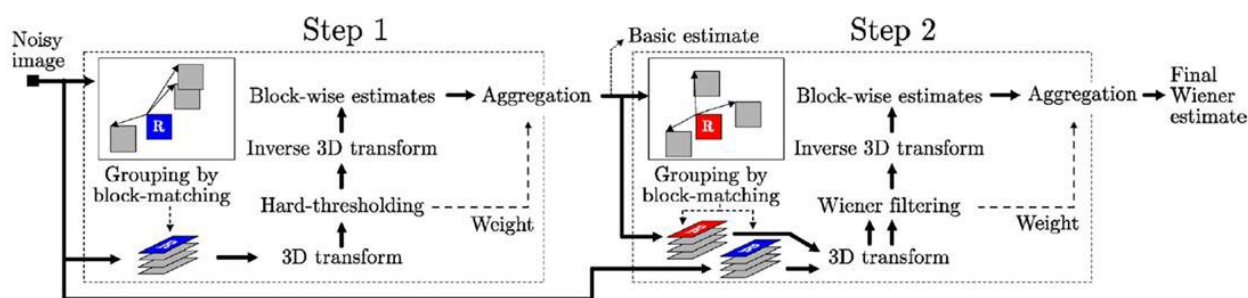 Step 1
Noisy
image
R
Grouping by
block-matching
Block-wise estimates
Aggregation
Inverse 3D transform
Hard-thresholding
Weight
3D transform
Basic estimate
Step 2
R
Grouping by
block-matching
Block-wise estimates
Aggregation
Final
Wiener
estimate
Inverse 3D transform
Wiener filtering
Weight
3D transform